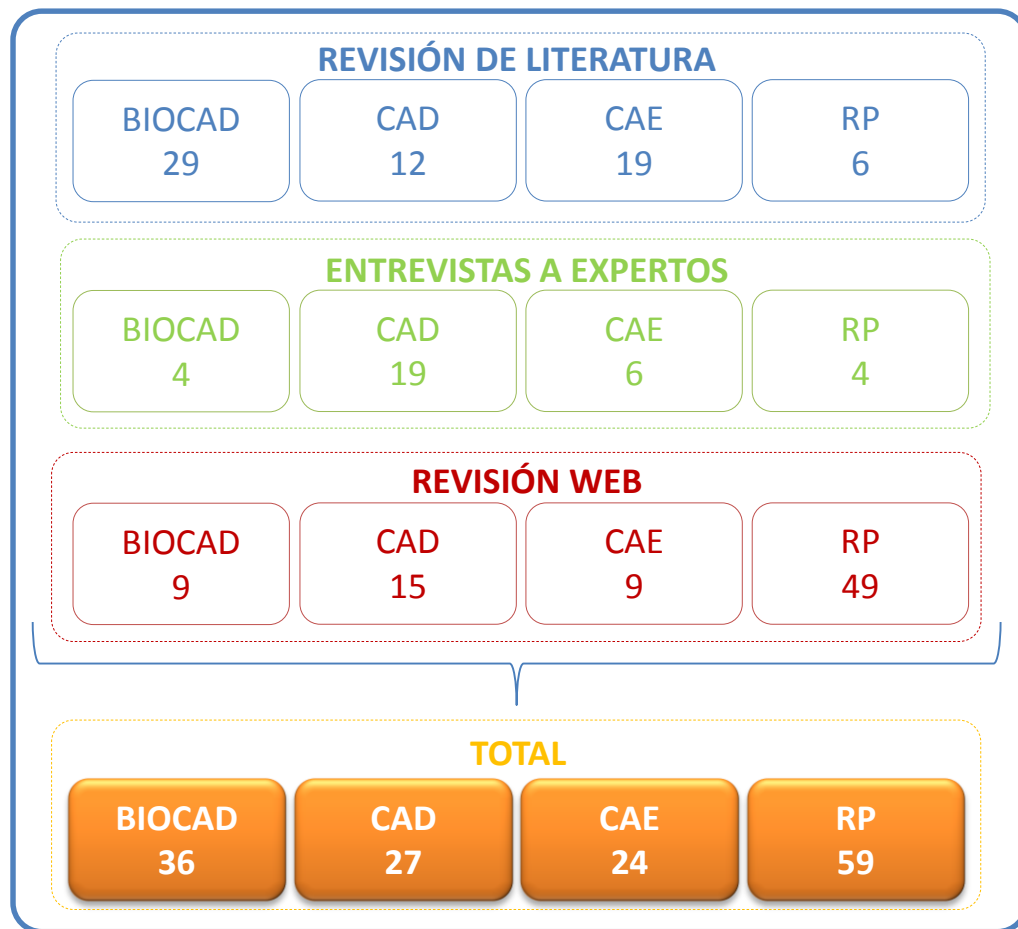 REVISIÓN DE LITERATURA
BIOCAD
29
CAD
12
CAE
19
RP
6
ENTREVISTAS A EXPERTOS
BIOCAD
4
CAD
19
CAE
6
RP
4
REVISIÓN WEB
BIOCAD
9
CAD
15
CAE
9
RP
49
TOTAL
BIOCAD
36
CAD
27
CAE
24
RP
59